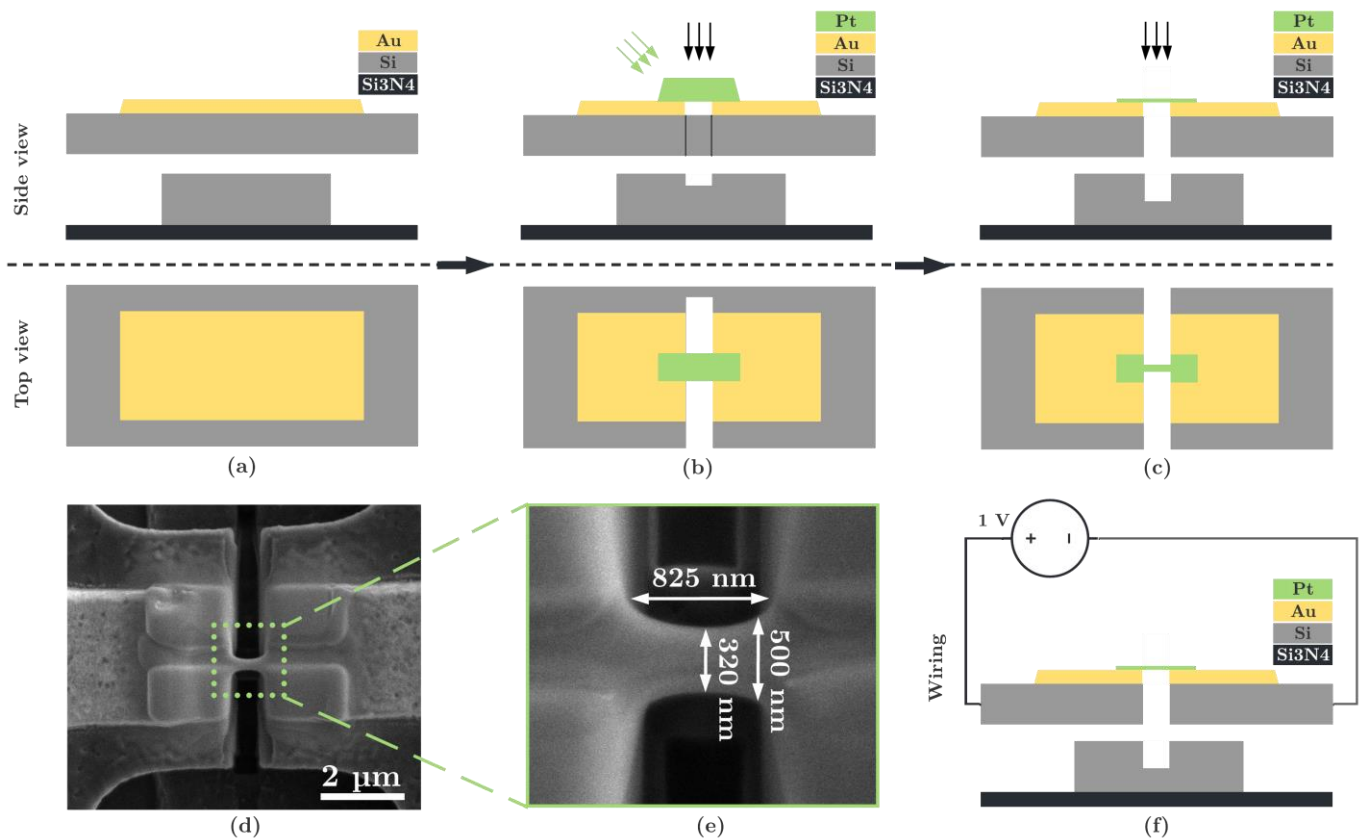 Side view
Au
Si
Si3N4
Pt
Au
Si
Si3N4
Pt
Au
Si
Si3N4
Top view
(a)
(b)
(c)
2 μm
(d)
825 nm
320 nm
500 nm
(e)
1 V
+
-
Wiring
Pt
Au
Si
Si3N4
(f)